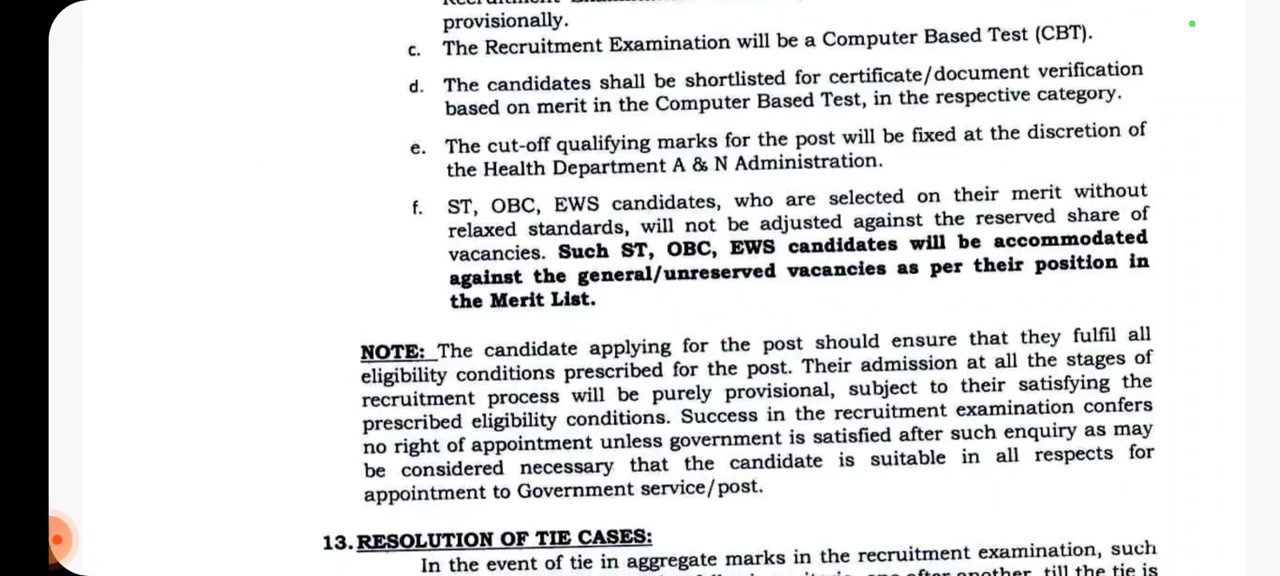 provisionally.
c. The Recruitment Examination will be a Computer Based Test (CBT).
d. The candidates shall be shortlisted for certificate/document verification
based on merit in the Computer Based Test, in the respective category.
e. The cut-off qualifying marks for the post will be fixed at the discretion of
the Health Department A & N Administration.
f. ST, OBC, EWS candidates, who are selected on their merit without
relaxed standards, will not be adjusted against the reserved share of
vacancies. Such ST, OBC, EWS candidates will be accommodated
against the general/unreserved vacancies as per their position in
the Merit List.
NOTE: The candidate applying for the post should ensure that they fulfil all
eligibility conditions prescribed for the post. Their admission at all the stages of
recruitment process will be purely provisional, subject to their satisfying the
prescribed eligibility conditions. Success in the recruitment examination confers
no right of appointment unless government is satisfied after such enquiry as may
be considered necessary that the candidate is suitable in all respects for
appointment to Government service/post.
13. RESOLUTION OF TIE CASES:
In the event of tie in aggregate marks in the recruitment examination, such
one after another, till the tie is